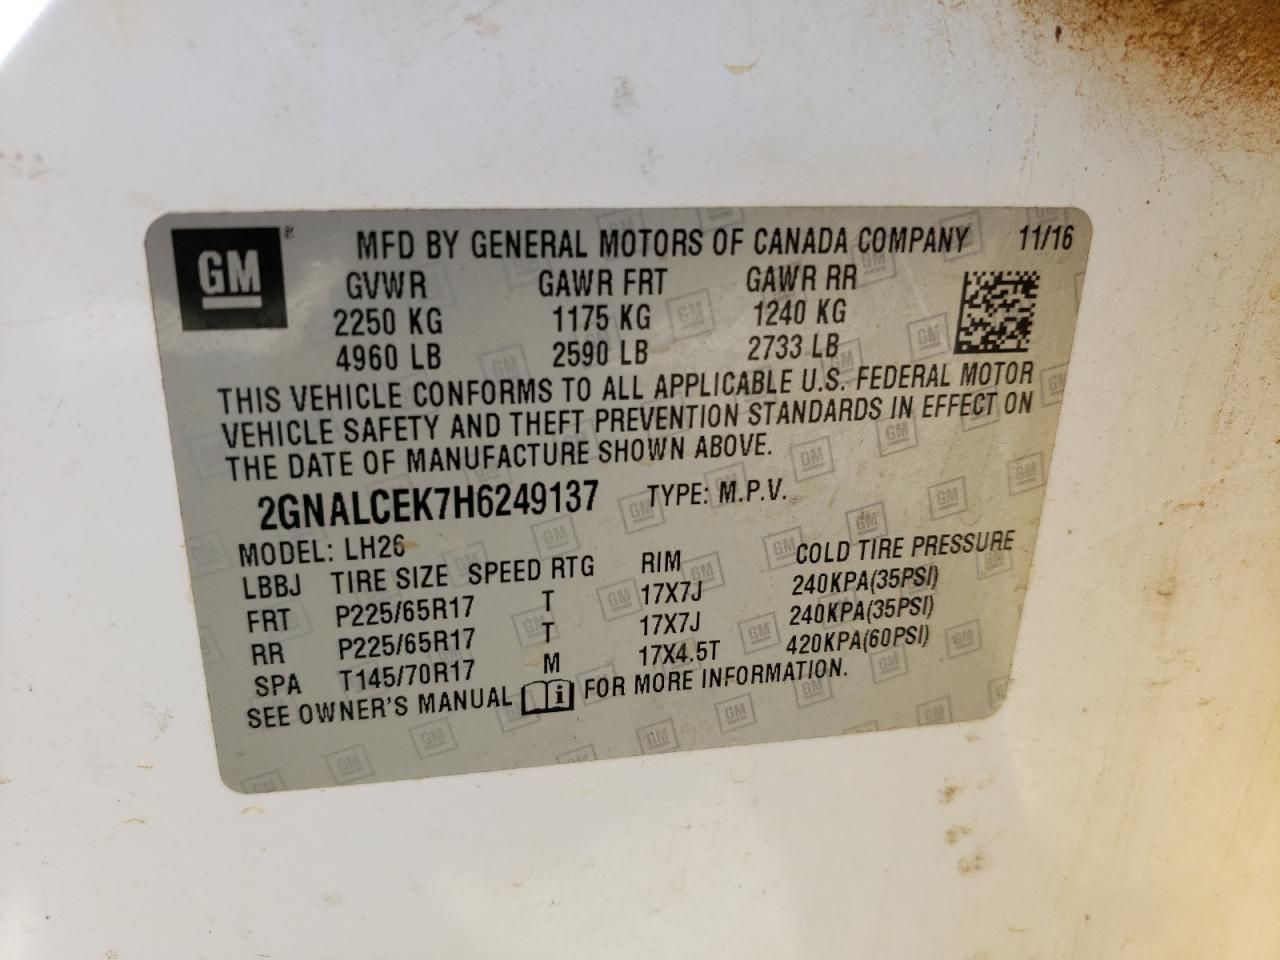 GM
MFD BY GENERAL MOTORS OF CANADA COMPANY 11/16
GVWR GAWR FRT GAWR RR
2250 KG 1175 KG 1240 KG
4960 LB 2590 LB 2733 LB
THIS VEHICLE CONFORMS TO ALL APPLICABLE U.S. FEDERAL MOTOR
VEHICLE SAFETY AND THEFT PREVENTION STANDARDS IN EFFECT ON
THE DATE OF MANUFACTURE SHOWN ABOVE.
2GNALCEK7H6249137 TYPE: M.P.V.
MODEL: LH26
LBBJ TIRE SIZE SPEED RTG RIM COLD TIRE PRESSURE
FRT P225/65R17 T 17X7J 240KPA(35PSI)
RR P225/65R17 T 17X7J 240KPA(35PSI)
SPA T145/70R17 M 17X4.5T 420KPA(60PSI)
SEE OWNER'S MANUAL i FOR MORE INFORMATION.